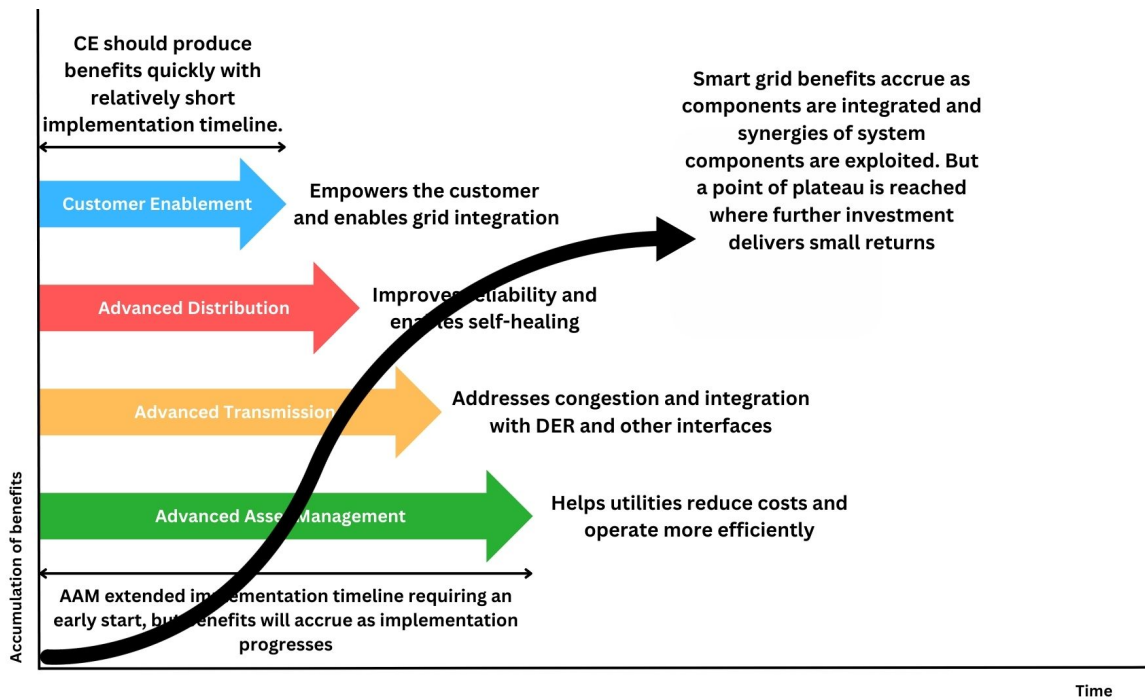 CE should produce
benefits quickly with
relatively short
implementation timeline.
Smart grid benefits accrue as
components are integrated and
synergies of system
components are exploited. But
a point of plateau is reached
where further investment
delivers small returns
Customer Enablement
Empowers the customer
and enables grid integration
Advanced Distribution
Improves reliability and
enables self-healing
Advanced Transmission
Addresses congestion and integration
with DER and other interfaces
Advanced Asset Management
Helps utilities reduce costs and
operate more efficiently
AAM extended implementation timeline requiring an
early start, but benefits will accrue as implementation
progresses
Accumulation of benefits
Time